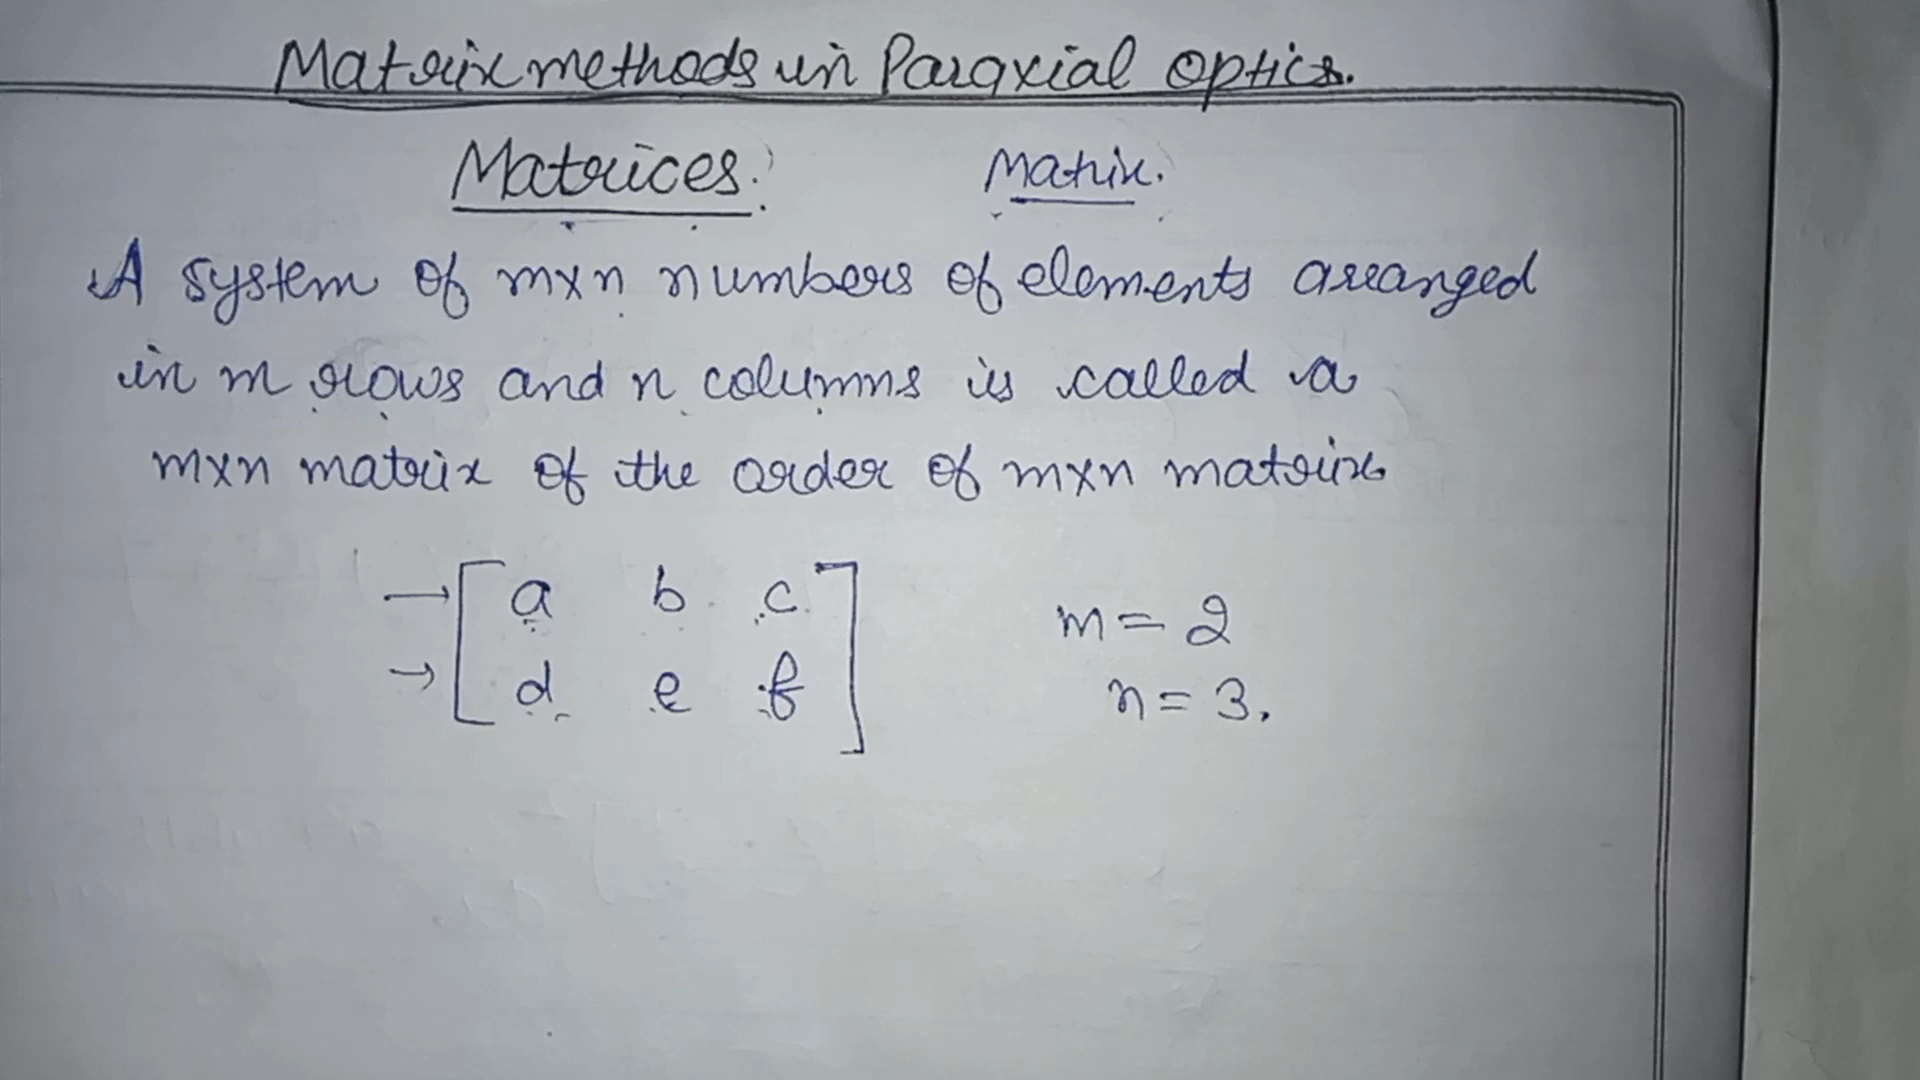 Matrix methods in Paraxial optics.
Matrices. Matrix.
A system of m×n numbers of elements arranged
in m rows and n columns is called a
m×n matrix of the order of m×n matrix
→ [ a b c ]
→ [ d e f ]
m = 2
n = 3.